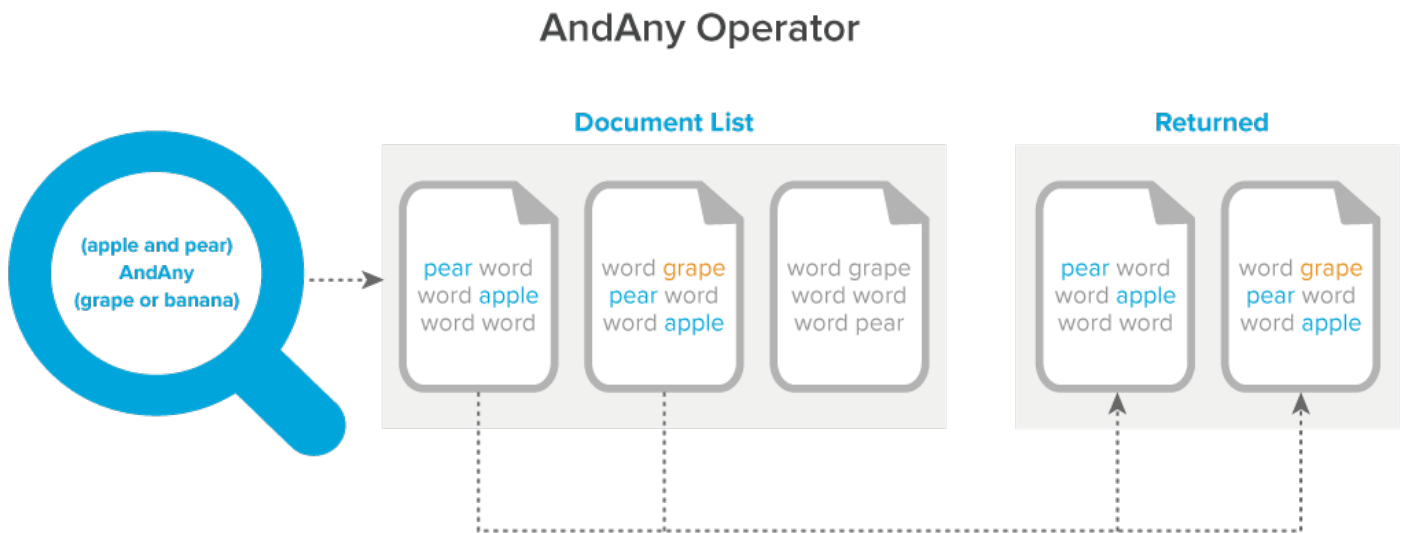 AndAny Operator
Document List
Returned
(apple and pear)
AndAny
(grape or banana)
pear word
word apple
word word
word grape
pear word
word apple
word grape
word word
word pear
pear word
word apple
word word
word grape
pear word
word apple